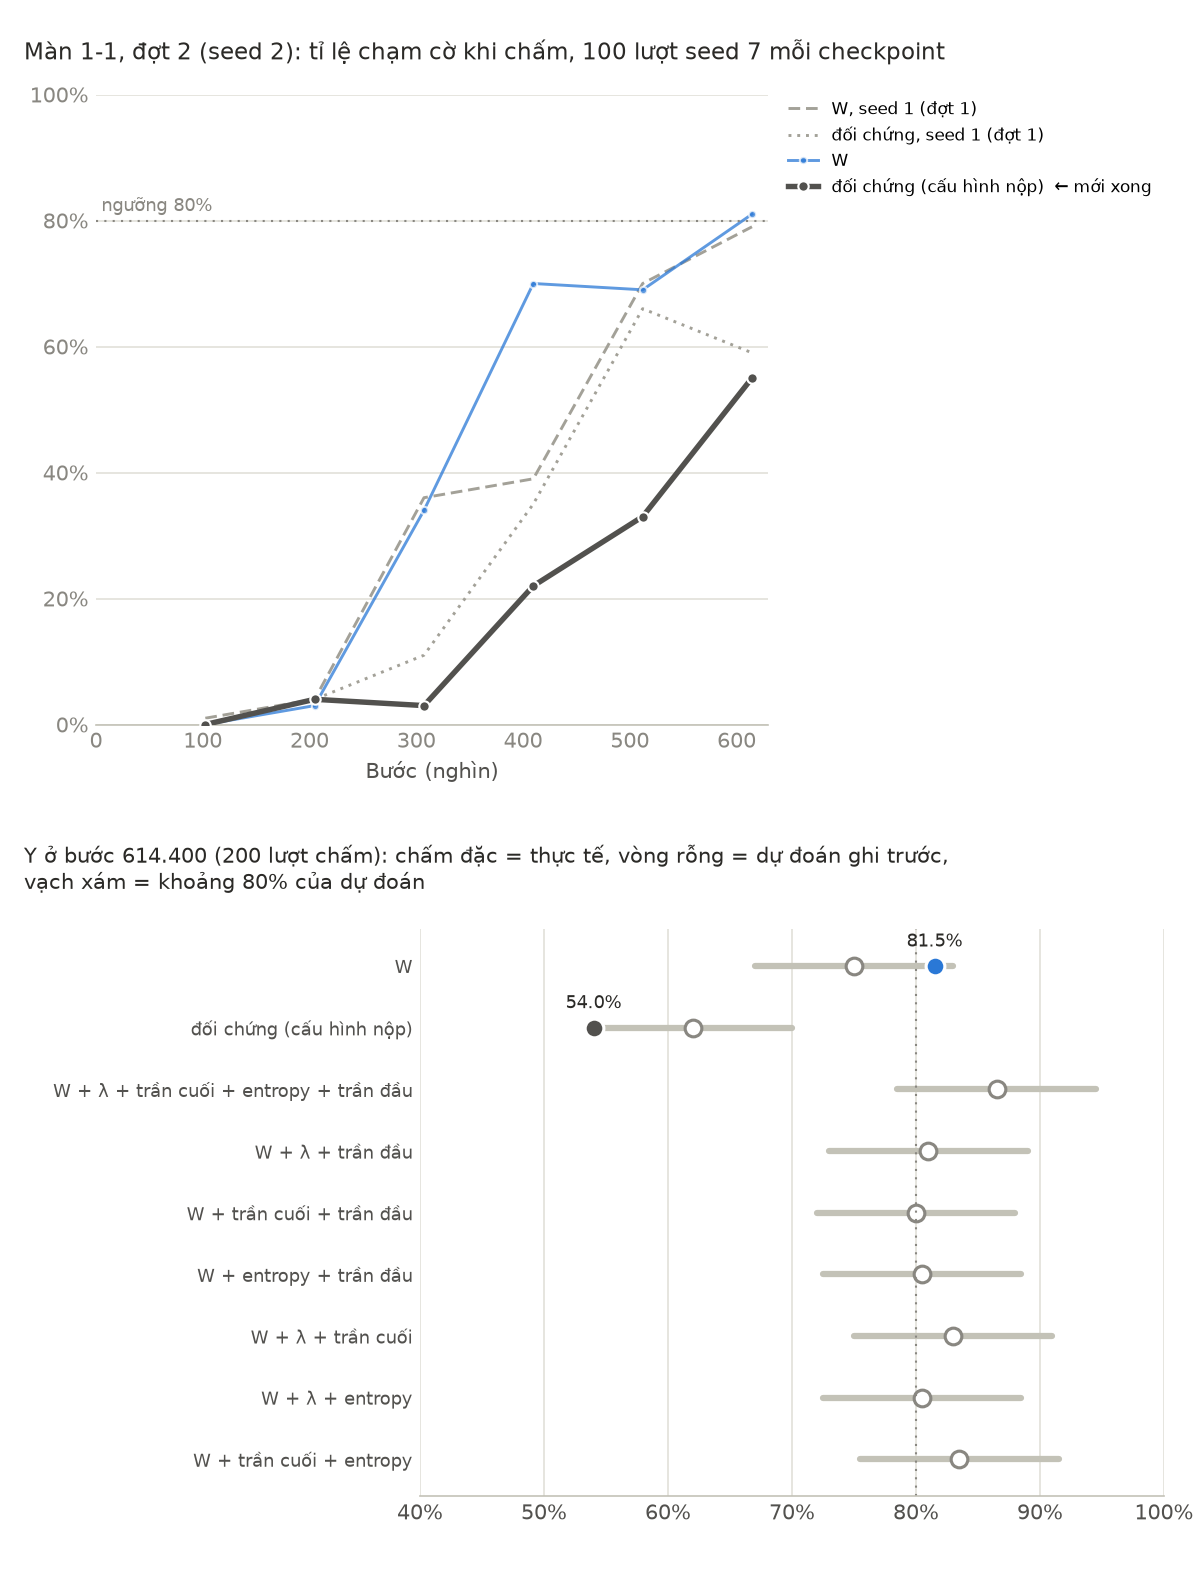 Màn 1-1, đợt 2 (seed 2): tỉ lệ chạm cờ khi chấm, 100 lượt seed 7 mỗi checkpoint
100%
80%
60%
40%
20%
0%
ngưỡng 80%
0 100 200 300 400 500 600
Bước (nghìn)
W, seed 1 (đợt 1)
đối chứng, seed 1 (đợt 1)
W
đối chứng (cấu hình nộp) ← mới xong
Y ở bước 614.400 (200 lượt chấm): chấm đặc = thực tế, vòng rỗng = dự đoán ghi trước,
vạch xám = khoảng 80% của dự đoán
81.5%
W
54.0%
đối chứng (cấu hình nộp)
W + λ + trần cuối + entropy + trần đầu
W + λ + trần đầu
W + trần cuối + trần đầu
W + entropy + trần đầu
W + λ + trần cuối
W + λ + entropy
W + trần cuối + entropy
40% 50% 60% 70% 80% 90% 100%